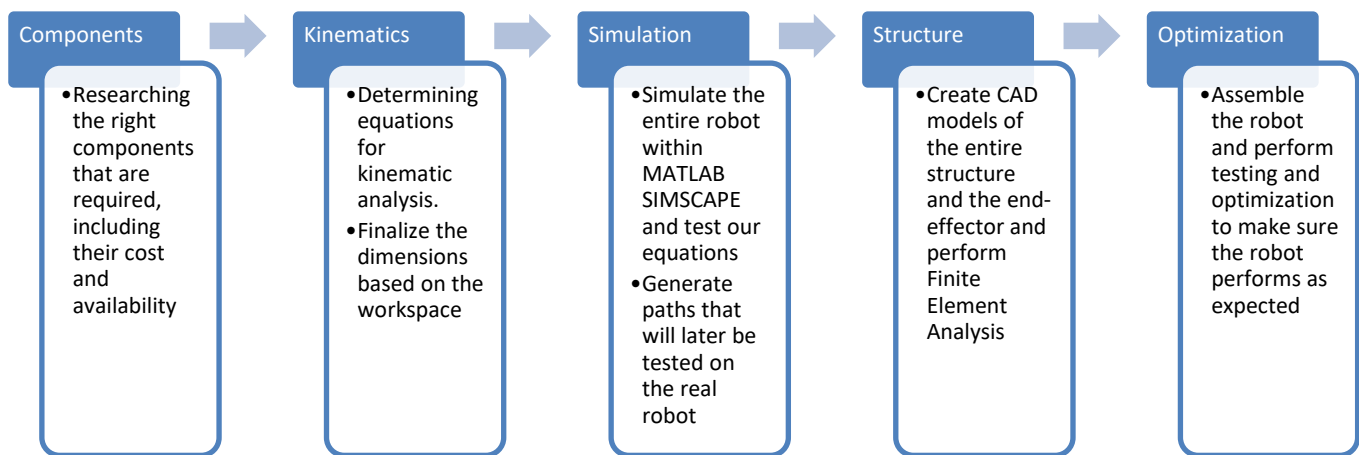 Components
•Researching
the right
components
that are
required,
including
their cost
and
availability
Kinematics
•Determining
equations
for
kinematic
analysis.
•Finalize the
dimensions
based on the
workspace
Simulation
•Simulate the
entire robot
within
MATLAB
SIMSCAPE
and test our
equations
•Generate
paths that
will later be
tested on
the real
robot
Structure
•Create CAD
models of
the entire
structure
and the end-
effector and
perform
Finite
Element
Analysis
Optimization
•Assemble
the robot
and perform
testing and
optimization
to make sure
the robot
performs as
expected